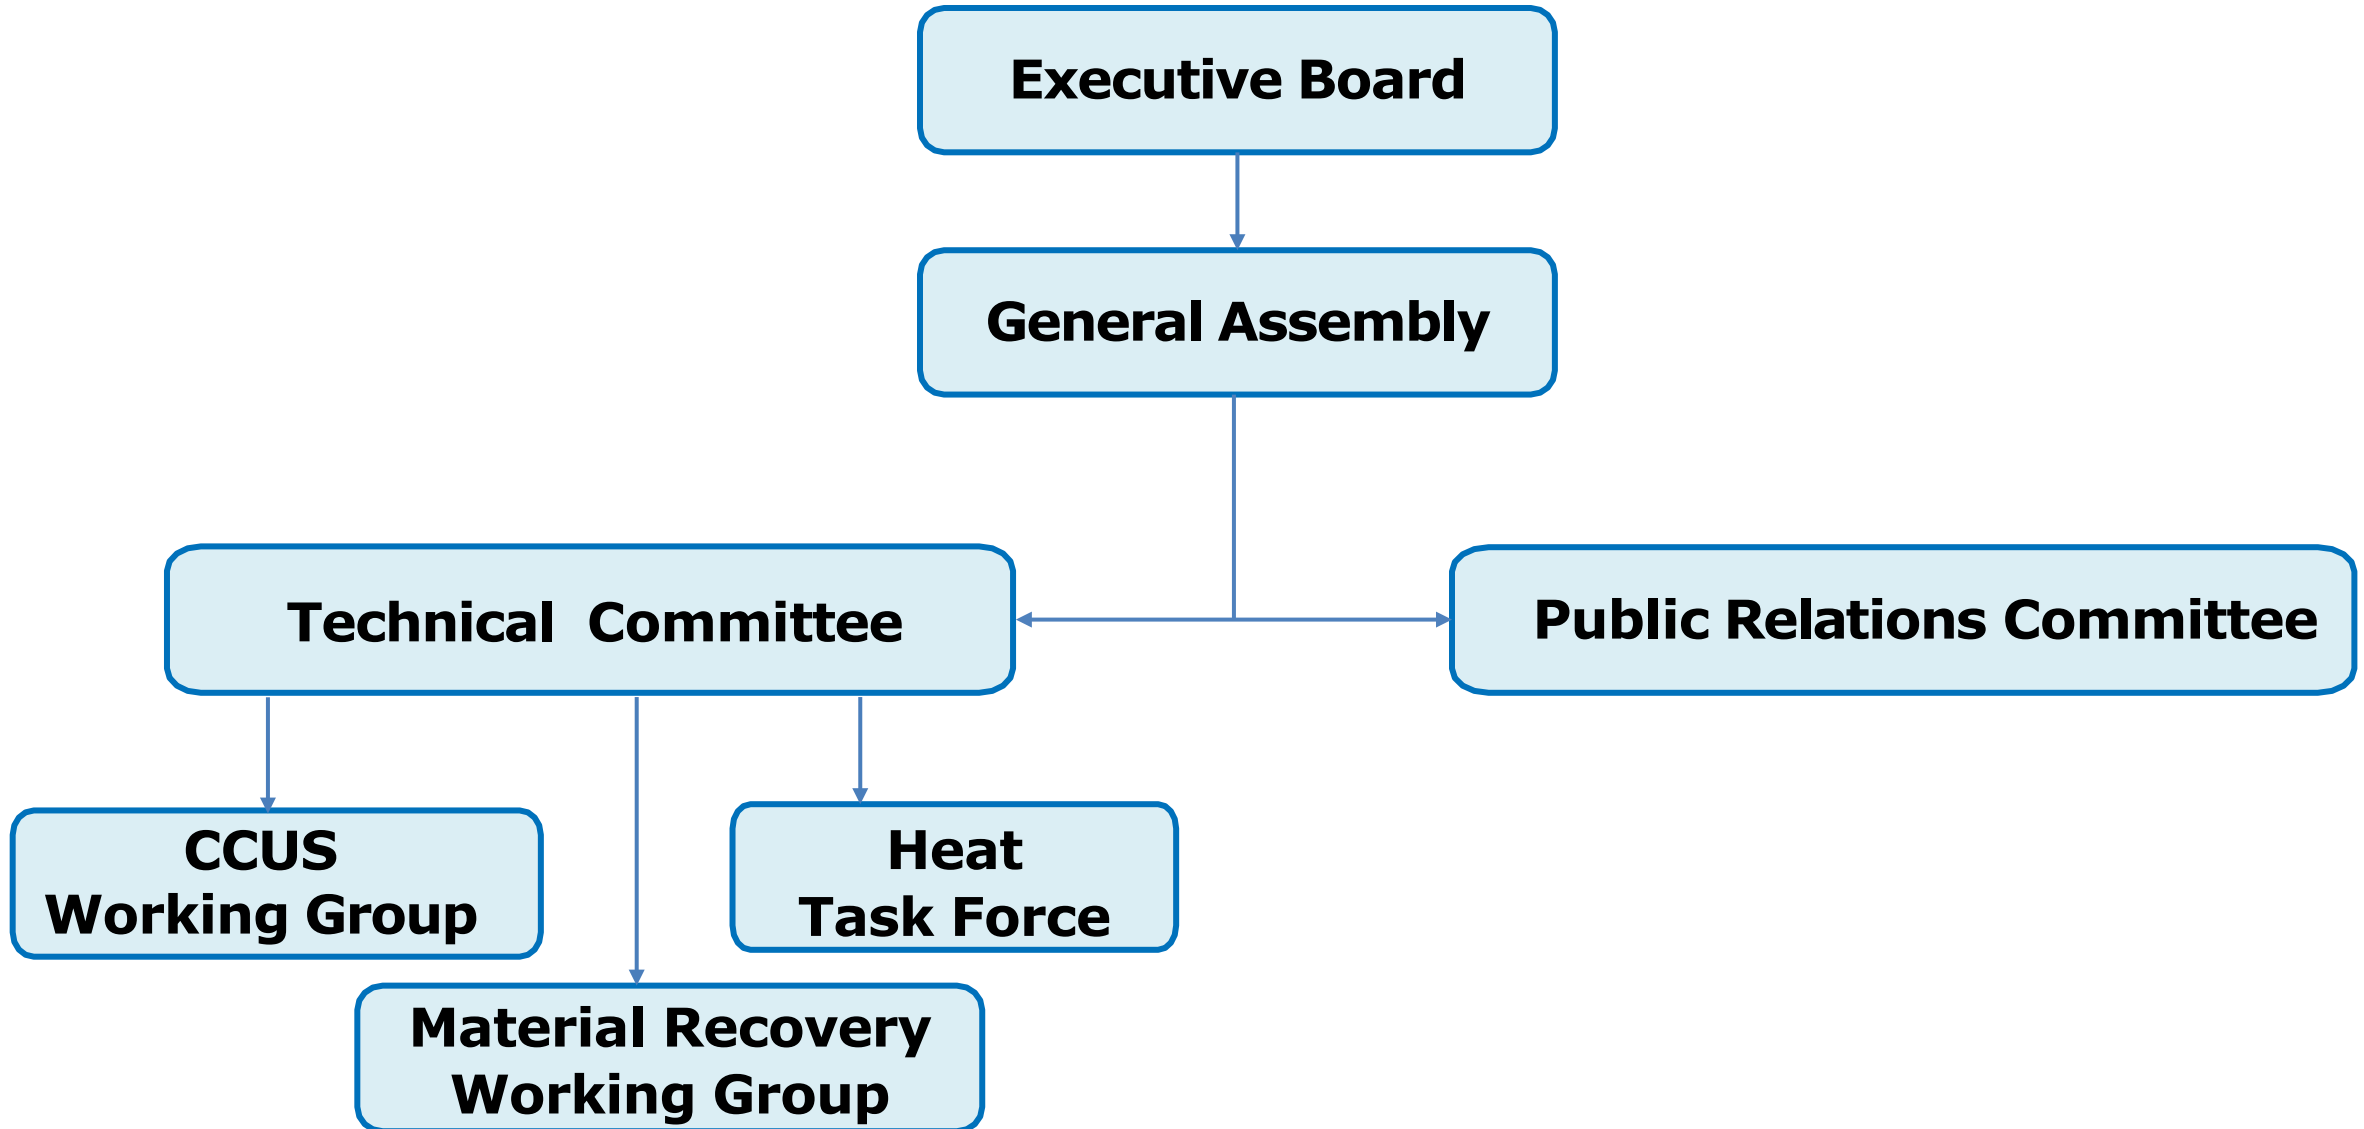 Executive Board
General Assembly
Technical Committee
Public Relations Committee
CCUS
Working Group
Heat
Task Force
Material Recovery
Working Group